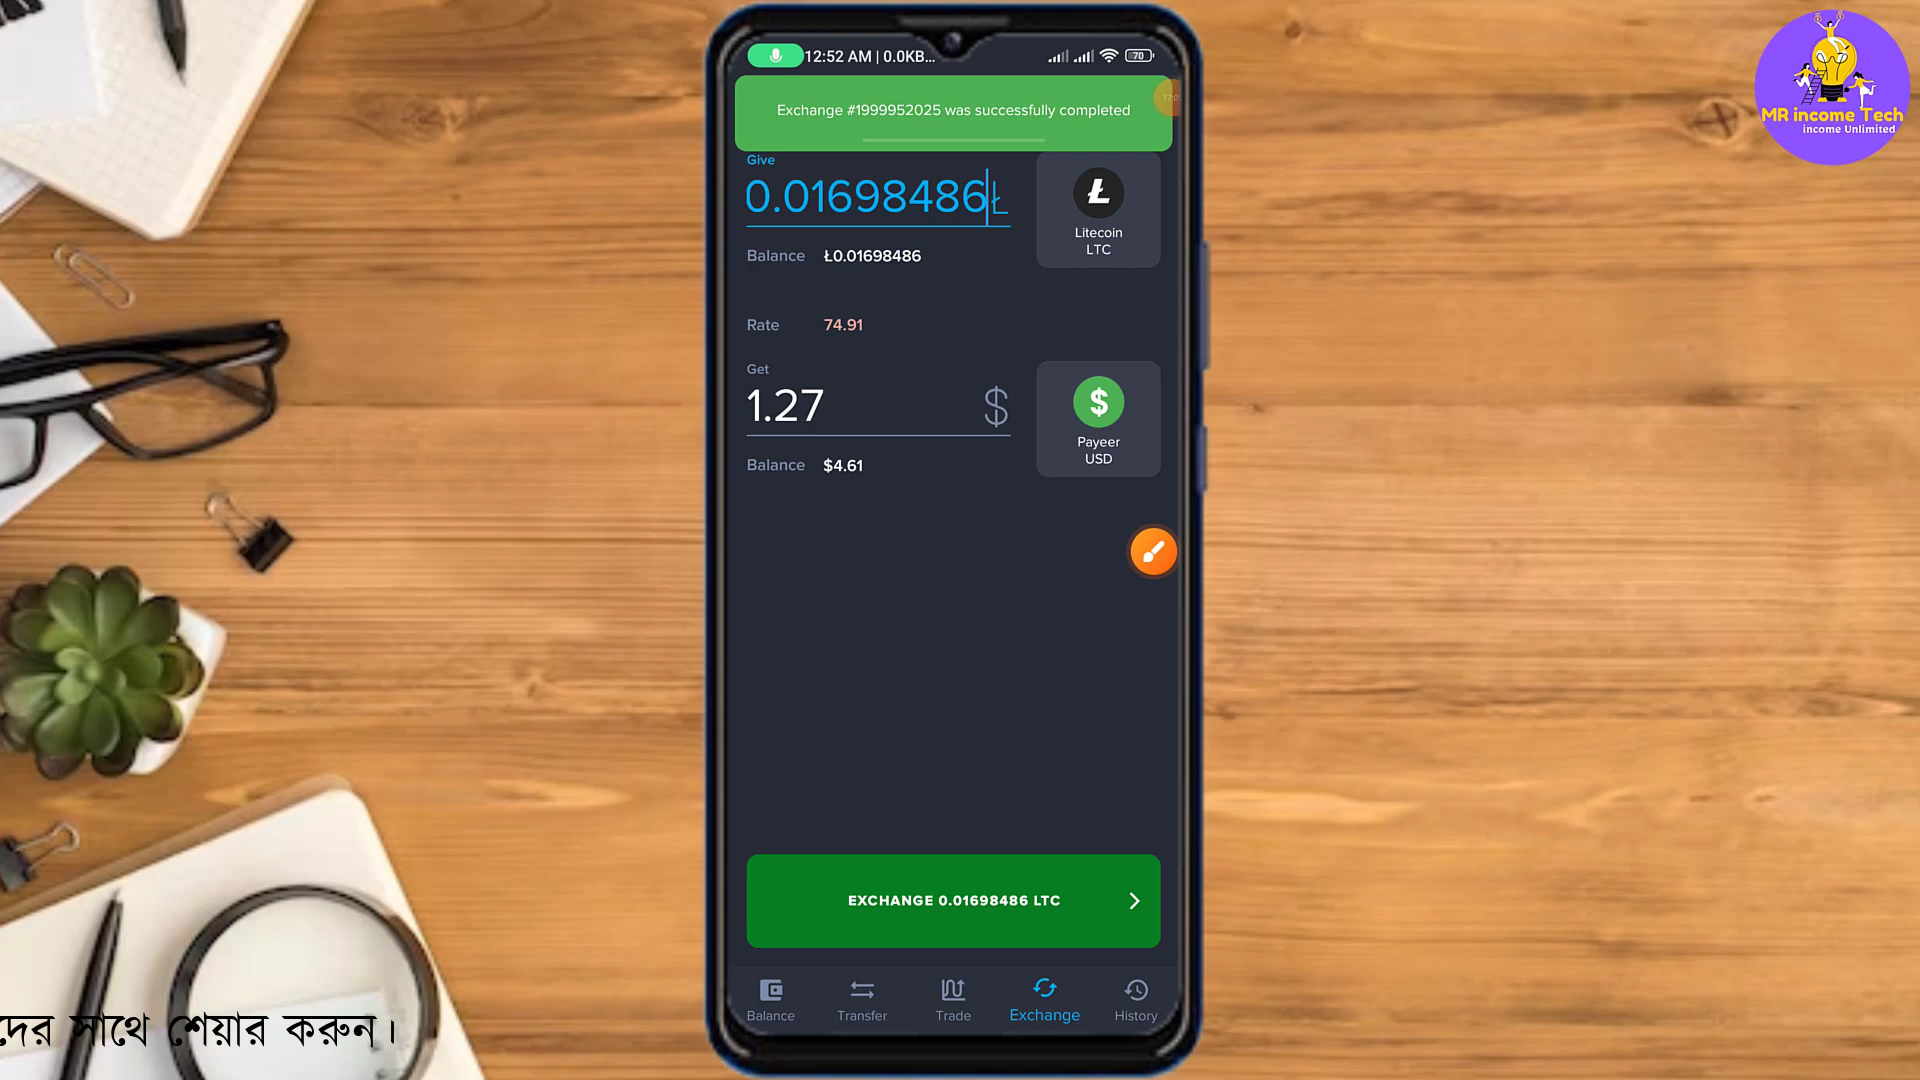 12:52 AM | 0.0KB...
70
Exchange #1999952025 was successfully completed
Give
0.01698486 Ł
Litecoin
LTC
Balance Ł0.01698486
Rate 74.91
Get
1.27 $
Payeer
USD
Balance $4.61
EXCHANGE 0.01698486 LTC
Balance Transfer Trade Exchange History
MR income Tech
income Unlimited
দের সাথে শেয়ার করুন।